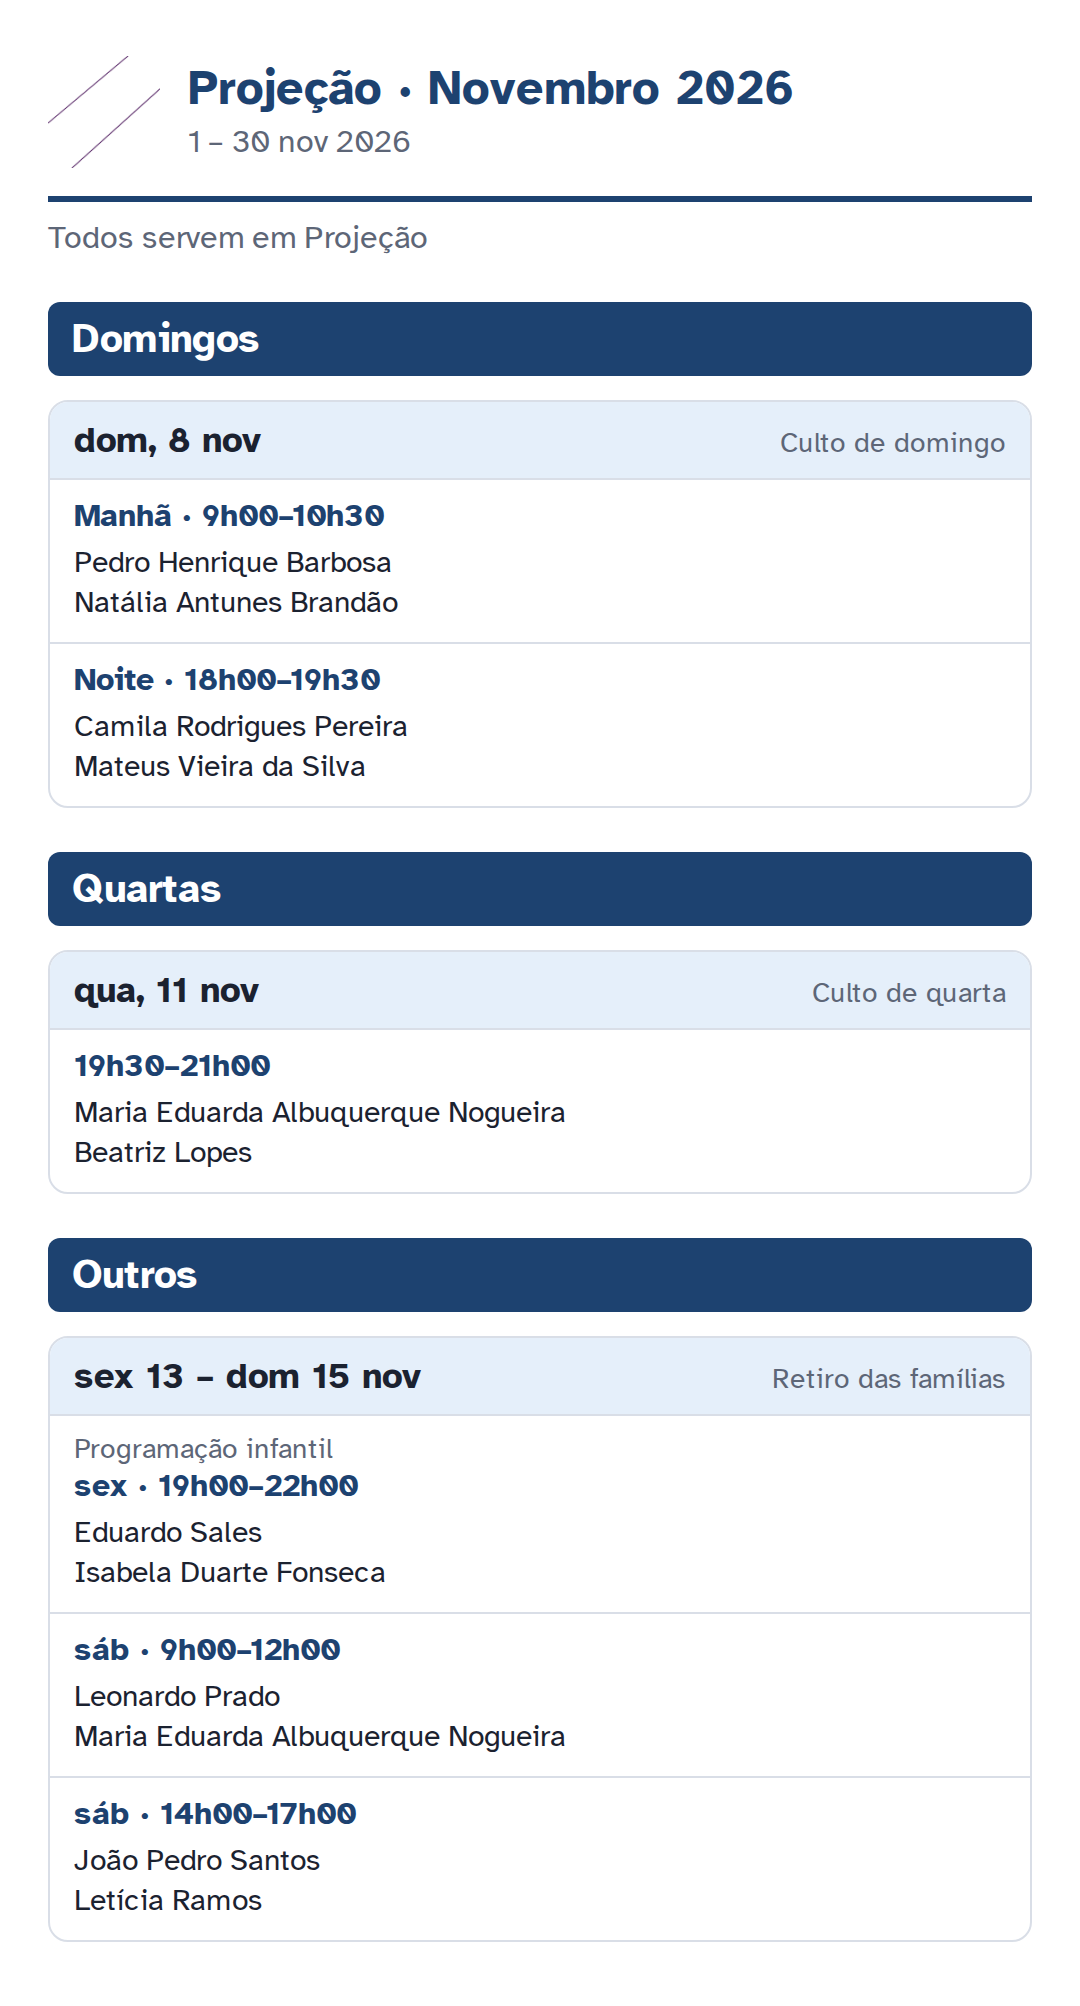 Projeção • Novembro 2026
1 – 30 nov 2026
Todos servem em Projeção
Domingos
dom, 8 nov
Culto de domingo
Manhã • 9h00–10h30
Pedro Henrique Barbosa
Natália Antunes Brandão
Noite • 18h00–19h30
Camila Rodrigues Pereira
Mateus Vieira da Silva
Quartas
qua, 11 nov
Culto de quarta
19h30–21h00
Maria Eduarda Albuquerque Nogueira
Beatriz Lopes
Outros
sex 13 – dom 15 nov
Retiro das famílias
Programação infantil
sex • 19h00–22h00
Eduardo Sales
Isabela Duarte Fonseca
sáb • 9h00–12h00
Leonardo Prado
Maria Eduarda Albuquerque Nogueira
sáb • 14h00–17h00
João Pedro Santos
Letícia Ramos